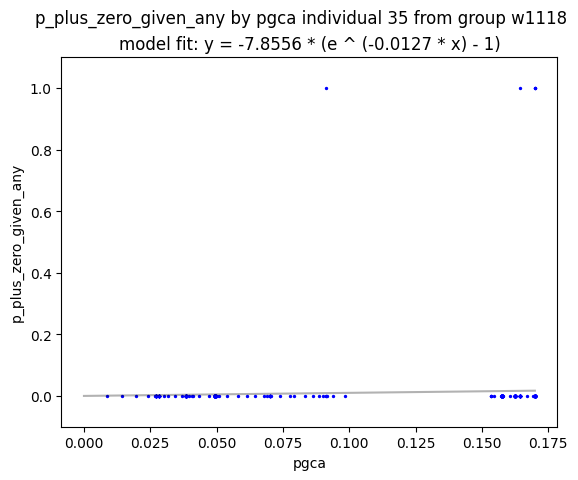 p_plus_zero_given_any by pgca individual 35 from group w1118
model fit: y = -7.8556 * (e ^ (-0.0127 * x) - 1)
1.0
0.8
0.6
0.4
0.2
0.0
p_plus_zero_given_any
0.000 0.025 0.050 0.075 0.100 0.125 0.150 0.175
pgca